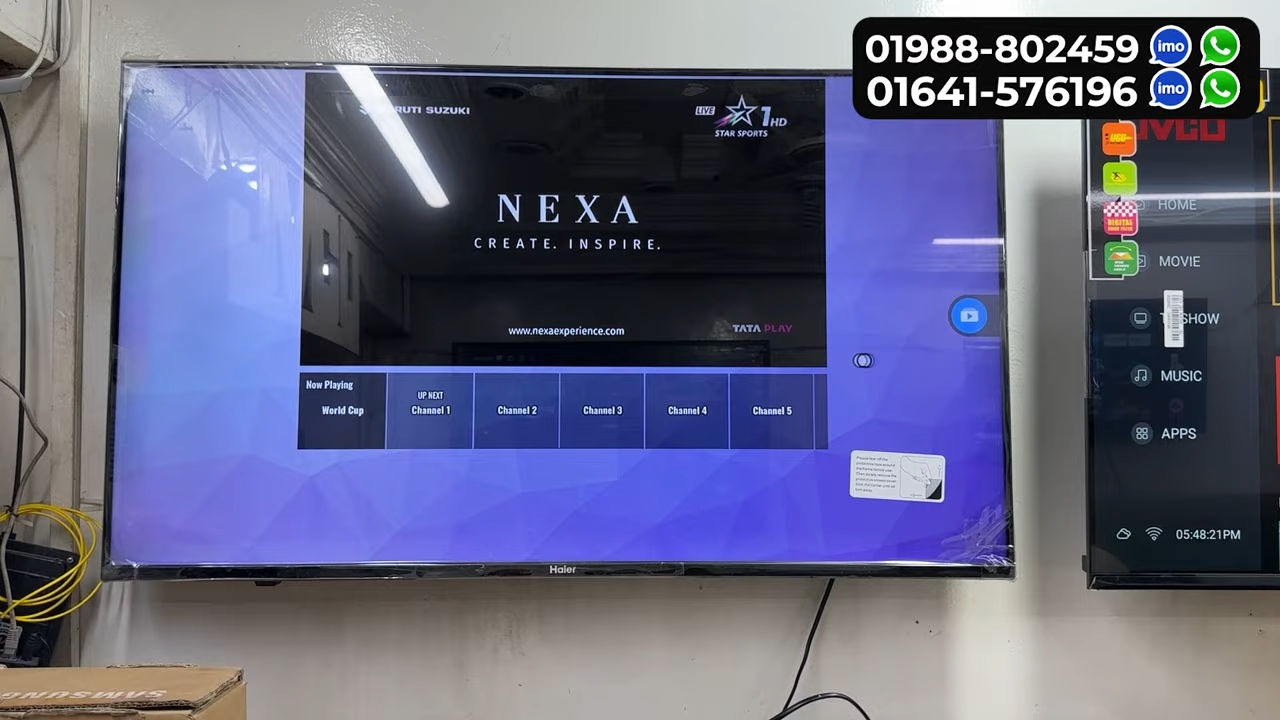 01988-802459 imo
01641-576196 imo
RUTI SUZUKI
LIVE
1HD
STAR SPORTS
NEXA
CREATE. INSPIRE.
www.nexaexperience.com
TATA PLAY
Now Playing
World Cup
UP NEXT
Channel 1
Channel 2
Channel 3
Channel 4
Channel 5
Haier
DIGITAL
HOME
MOVIE
SHOW
MUSIC
APPS
05:48:21PM
SAMSUNG